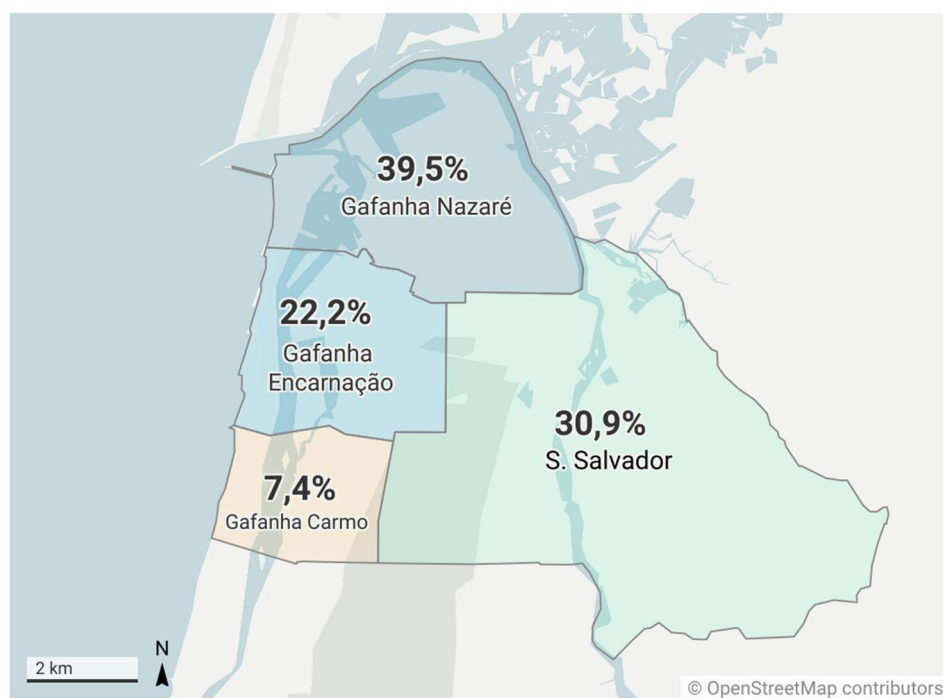 39,5%
Gafanha Nazaré
22,2%
Gafanha
Encarnação
30,9%
S. Salvador
7,4%
Gafanha Carmo
2 km
N
© OpenStreetMap contributors